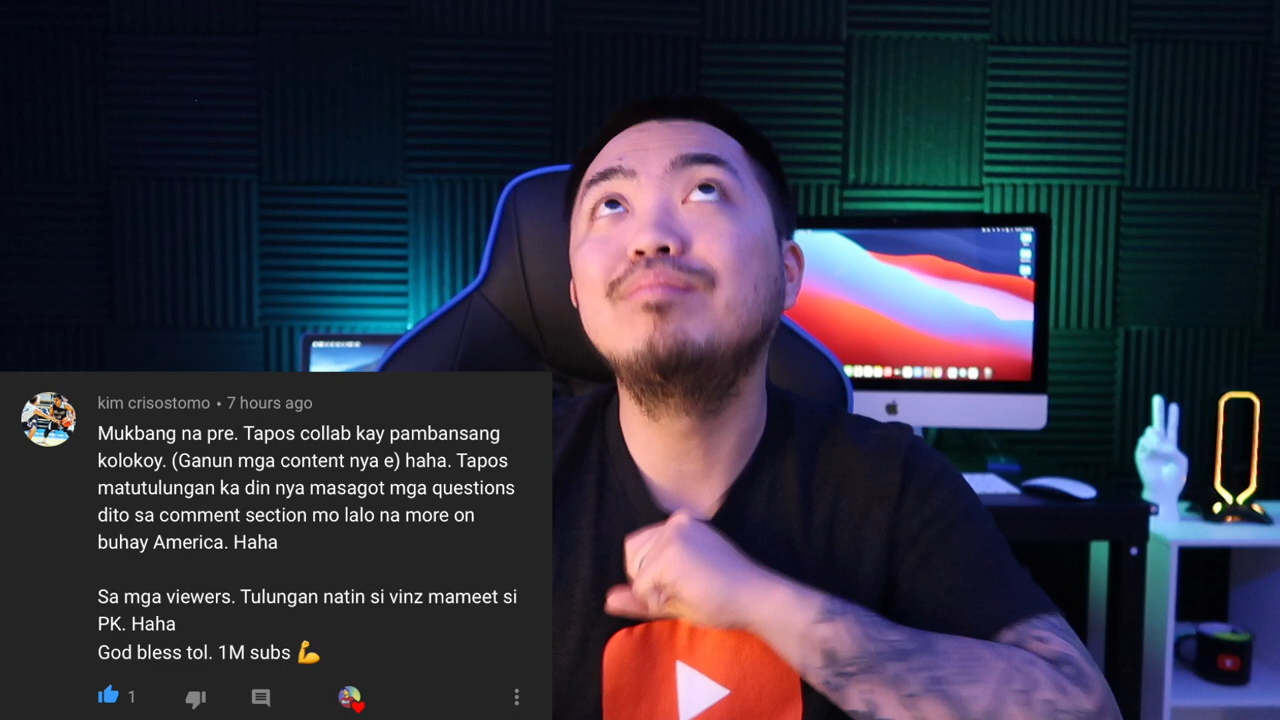 kim crisostomo • 7 hours ago
Mukbang na pre. Tapos collab kay pambansang
kolokoy. (Ganun mga content nya e) haha. Tapos
matutulungan ka din nya masagot mga questions
dito sa comment section mo lalo na more on
buhay America. Haha
Sa mga viewers. Tulungan natin si vinz mameet si
PK. Haha
God bless tol. 1M subs 💪
1